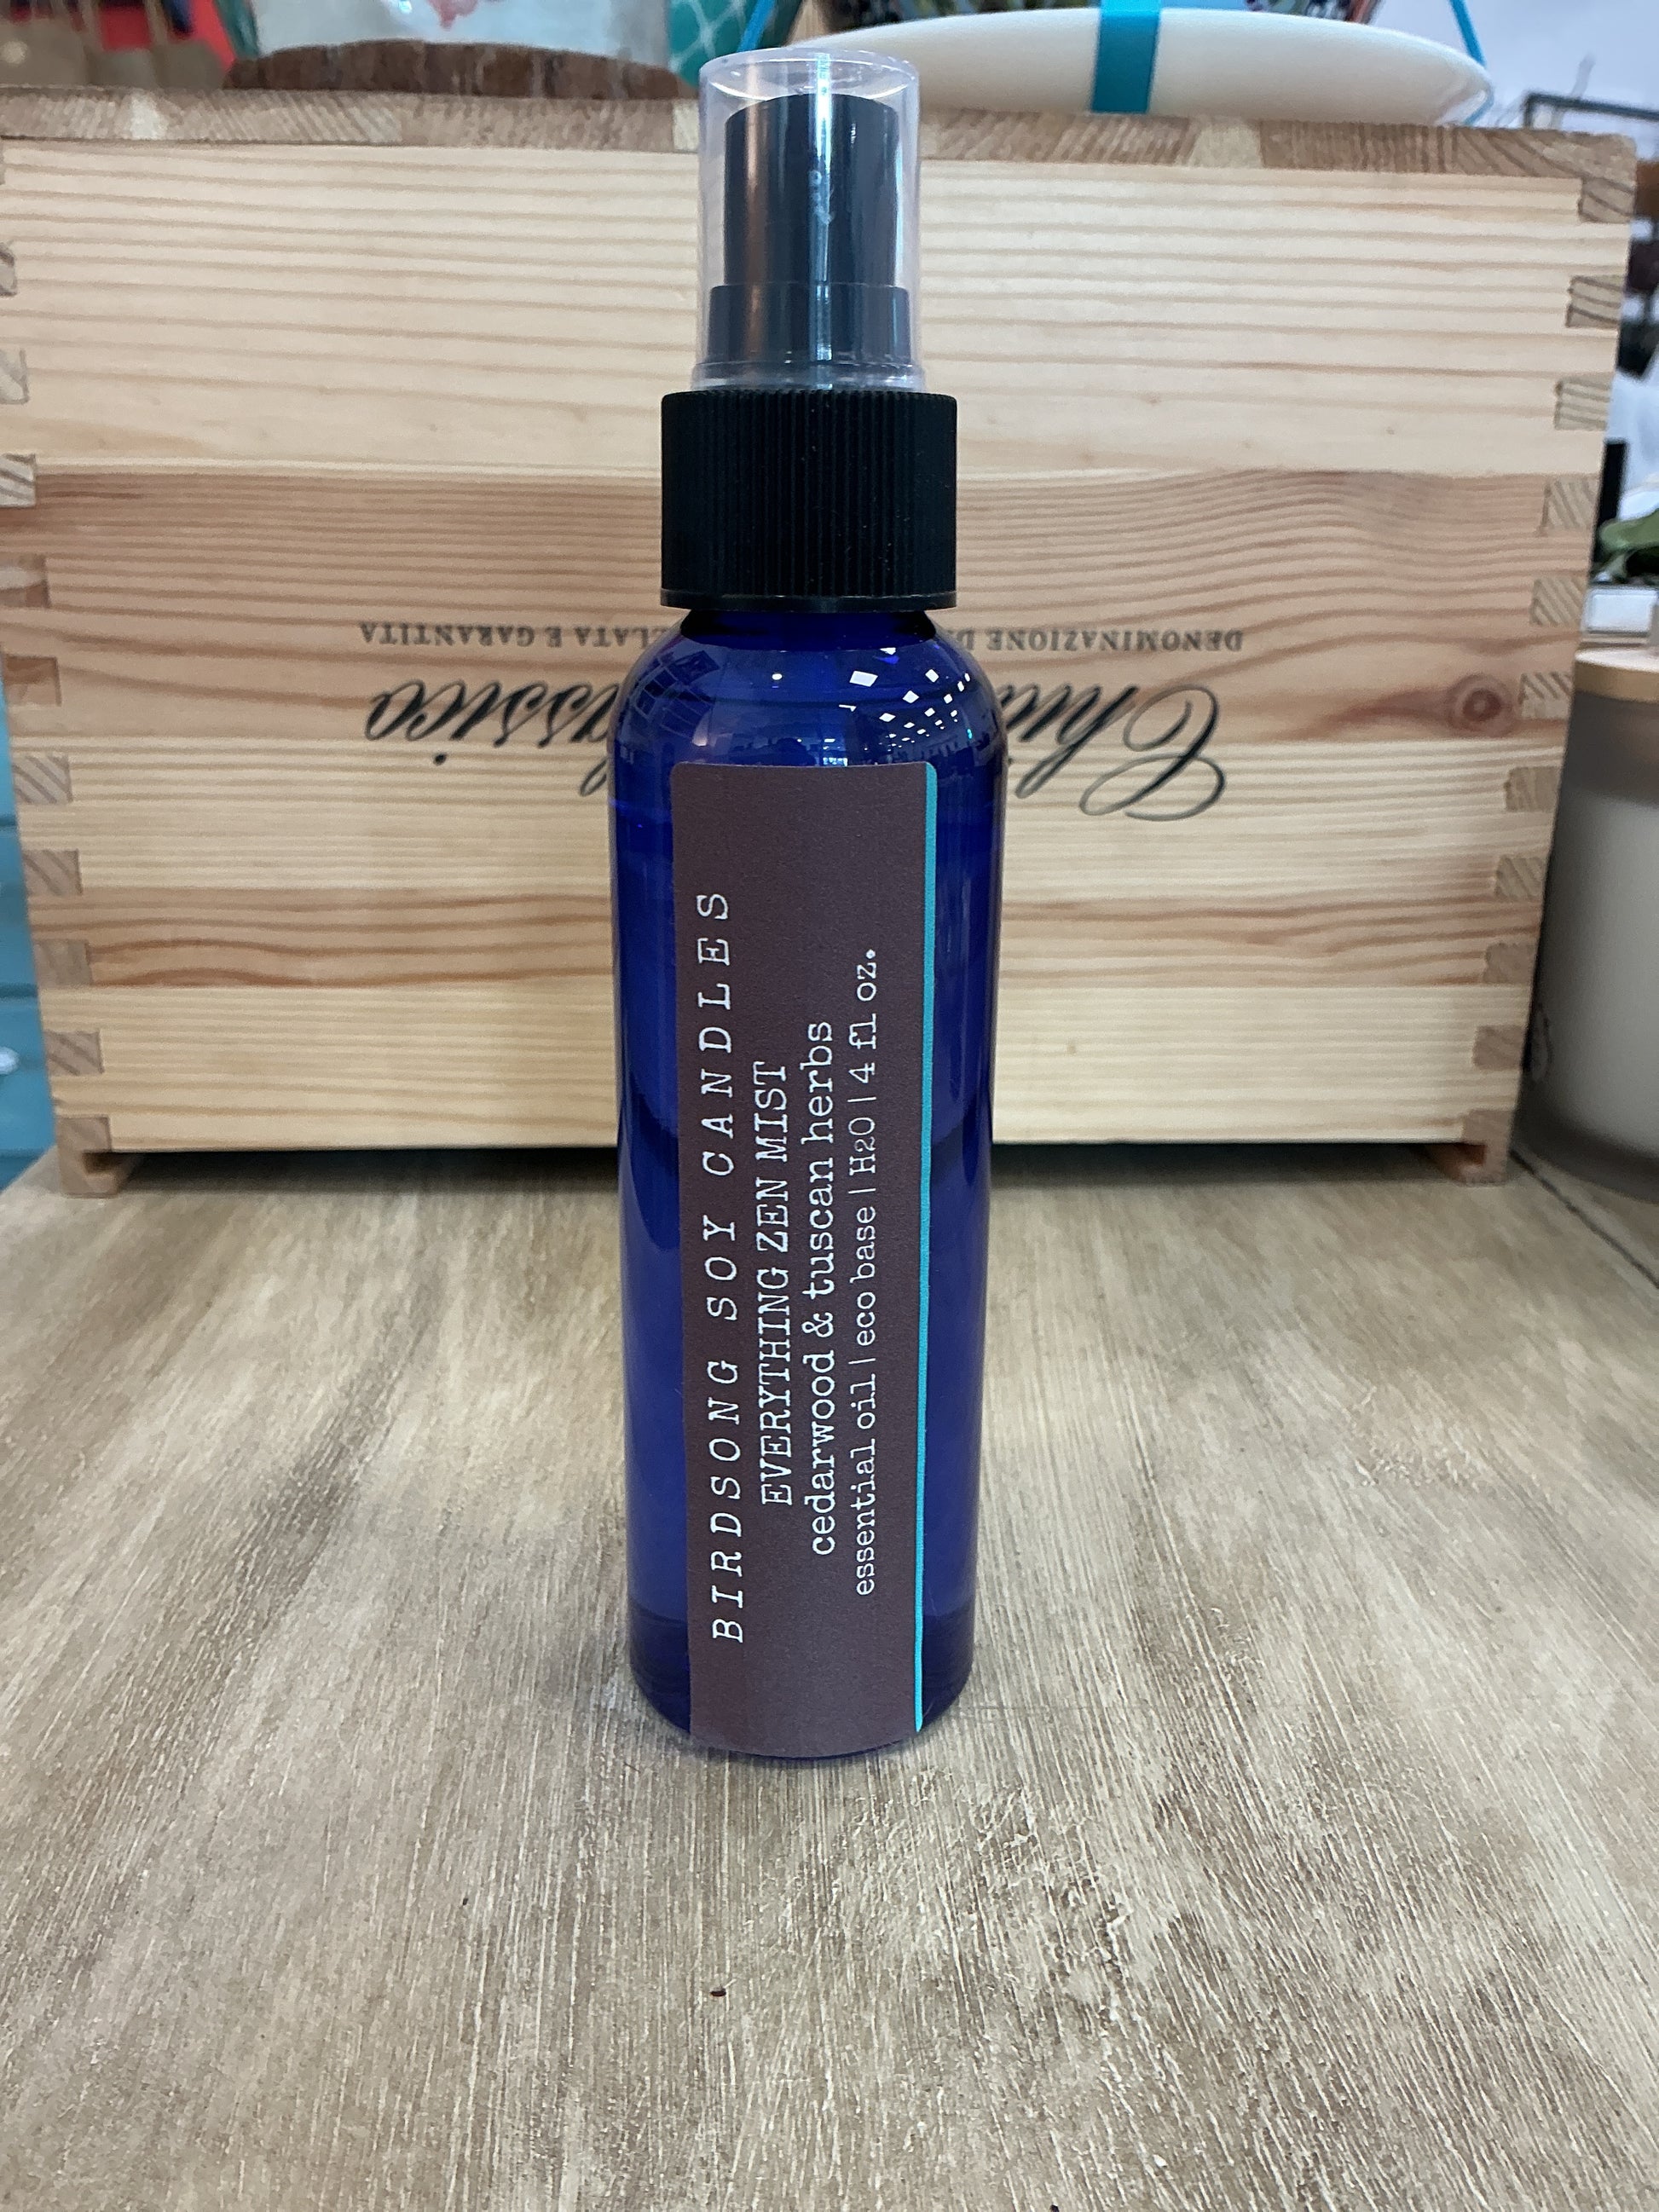 BIRDSONG SOY CANDLES
EVERYTHING ZEN MIST
cedarwood & tuscan herbs
essential oil | eco base | H2O | 4 fl oz.
DENOMINAZIONE E GARANTITA